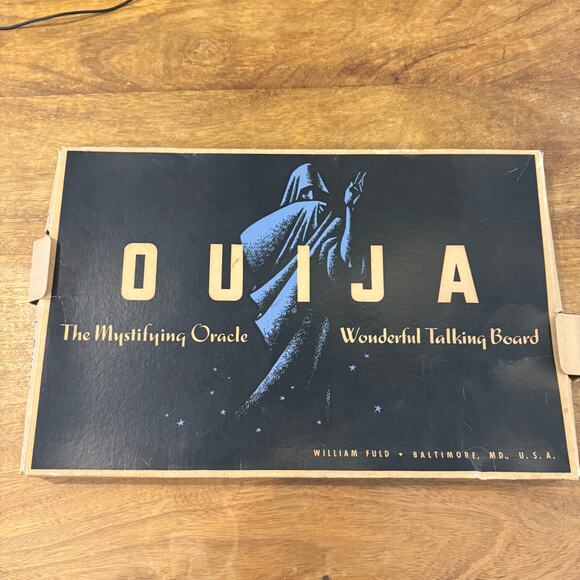 OUIJA
The Mystifying Oracle Wonderful Talking Board
WILLIAM FULD • BALTIMORE, MD., U.S.A.